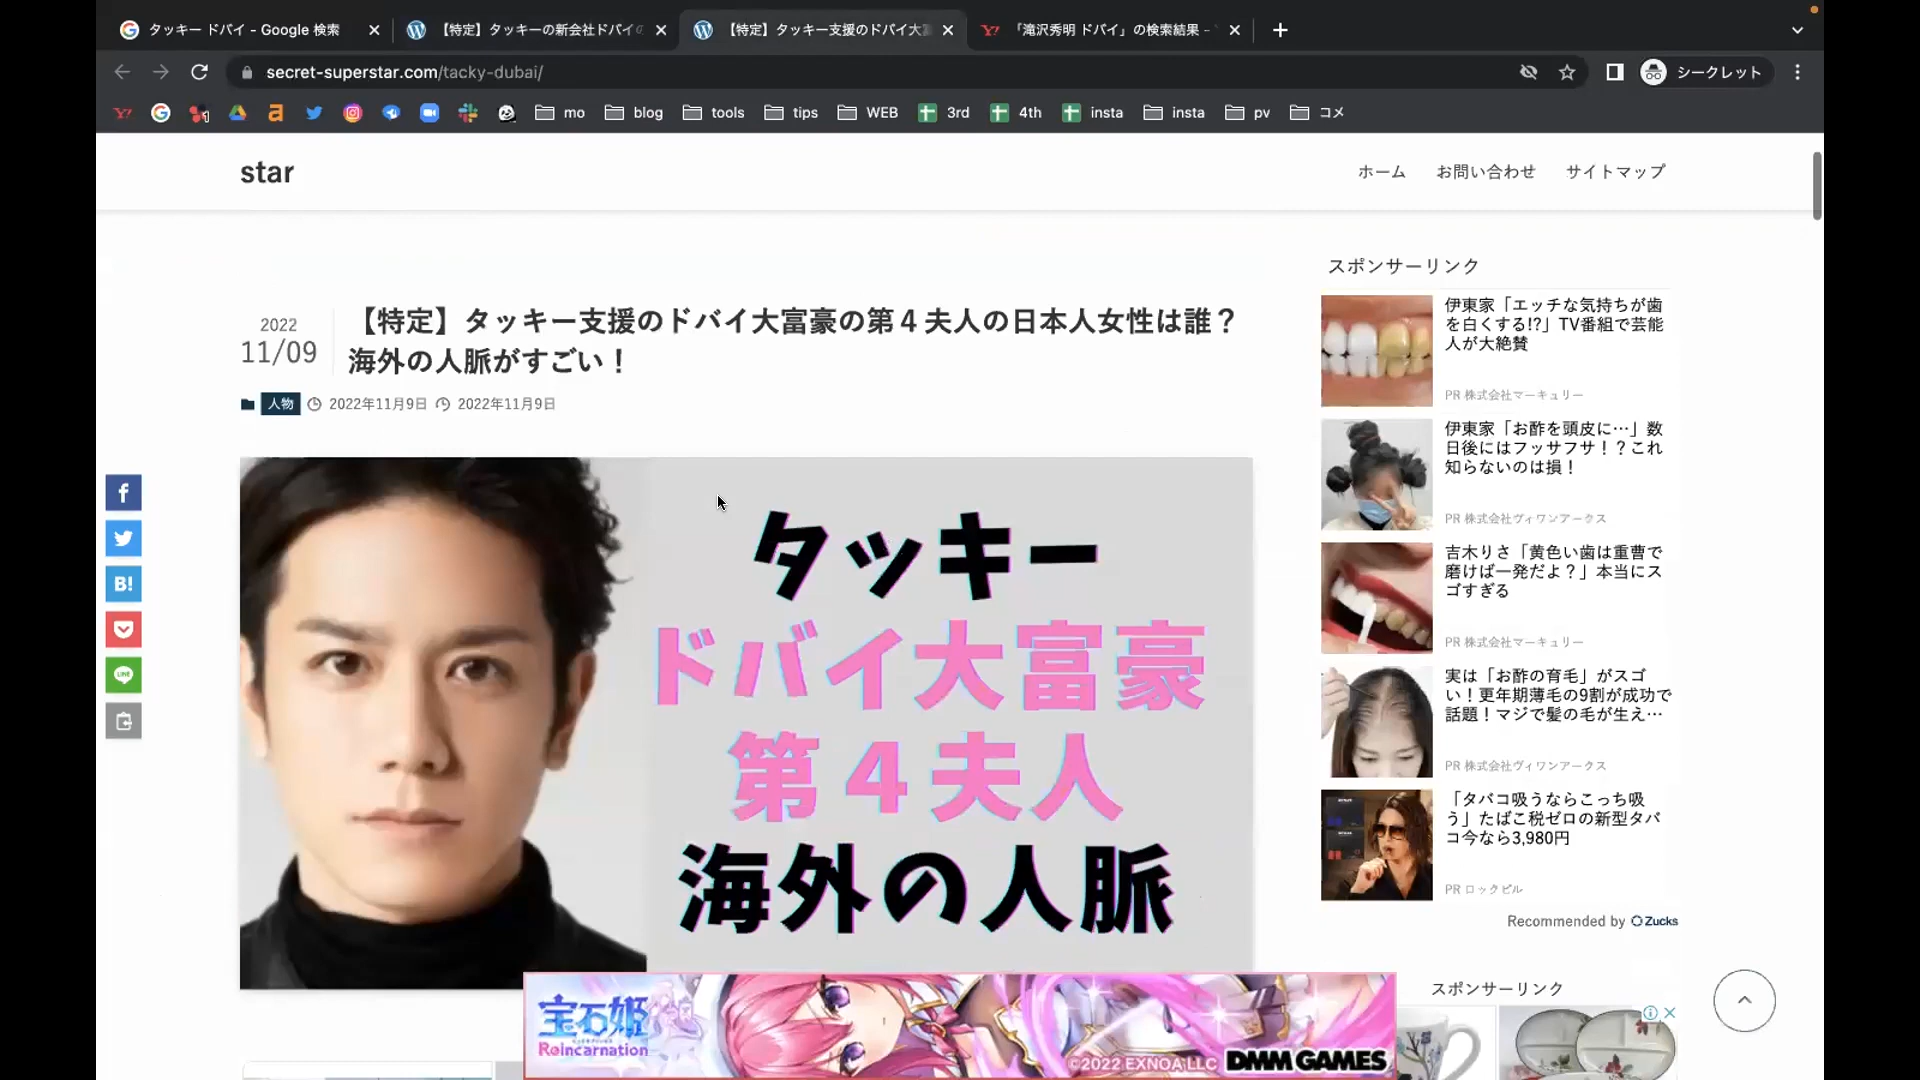 タッキー ドバイ - Google 検索
【特定】タッキーの新会社ドバイの
【特定】タッキー支援のドバイ大富
「滝沢秀明 ドバイ」の検索結果 -
secret-superstar.com/tacky-dubai/
シークレット
mo
blog
tools
tips
WEB
3rd
4th
insta
insta
pv
コメ
star
ホーム
お問い合わせ
サイトマップ
2022
11/09
【特定】タッキー支援のドバイ大富豪の第４夫人の日本人女性は誰？
海外の人脈がすごい！
人物
2022年11月9日
2022年11月9日
タッキー
ドバイ大富豪
第４夫人
海外の人脈
スポンサーリンク
伊東家「エッチな気持ちが歯
を白くする!?」TV番組で芸能
人が大絶賛
PR 株式会社マーキュリー
伊東家「お酢を頭皮に…」数
日後にはフッサフサ！？これ
知らないのは損！
PR 株式会社ヴィワンアークス
吉木りさ「黄色い歯は重曹で
磨けば一発だよ？」本当にス
ゴすぎる
PR 株式会社マーキュリー
実は「お酢の育毛」がスゴ
い！更年期薄毛の9割が成功で
話題！マジで髪の毛が生え…
PR 株式会社ヴィワンアークス
「タバコ吸うならこっち吸
う」たばこ税ゼロの新型タバ
コ今なら3,980円
PR ロックビル
Recommended by Zucks
スポンサーリンク
B!
LINE
宝石姫
Reincarnation
©2022 EXNOA LLC
DMM GAMES